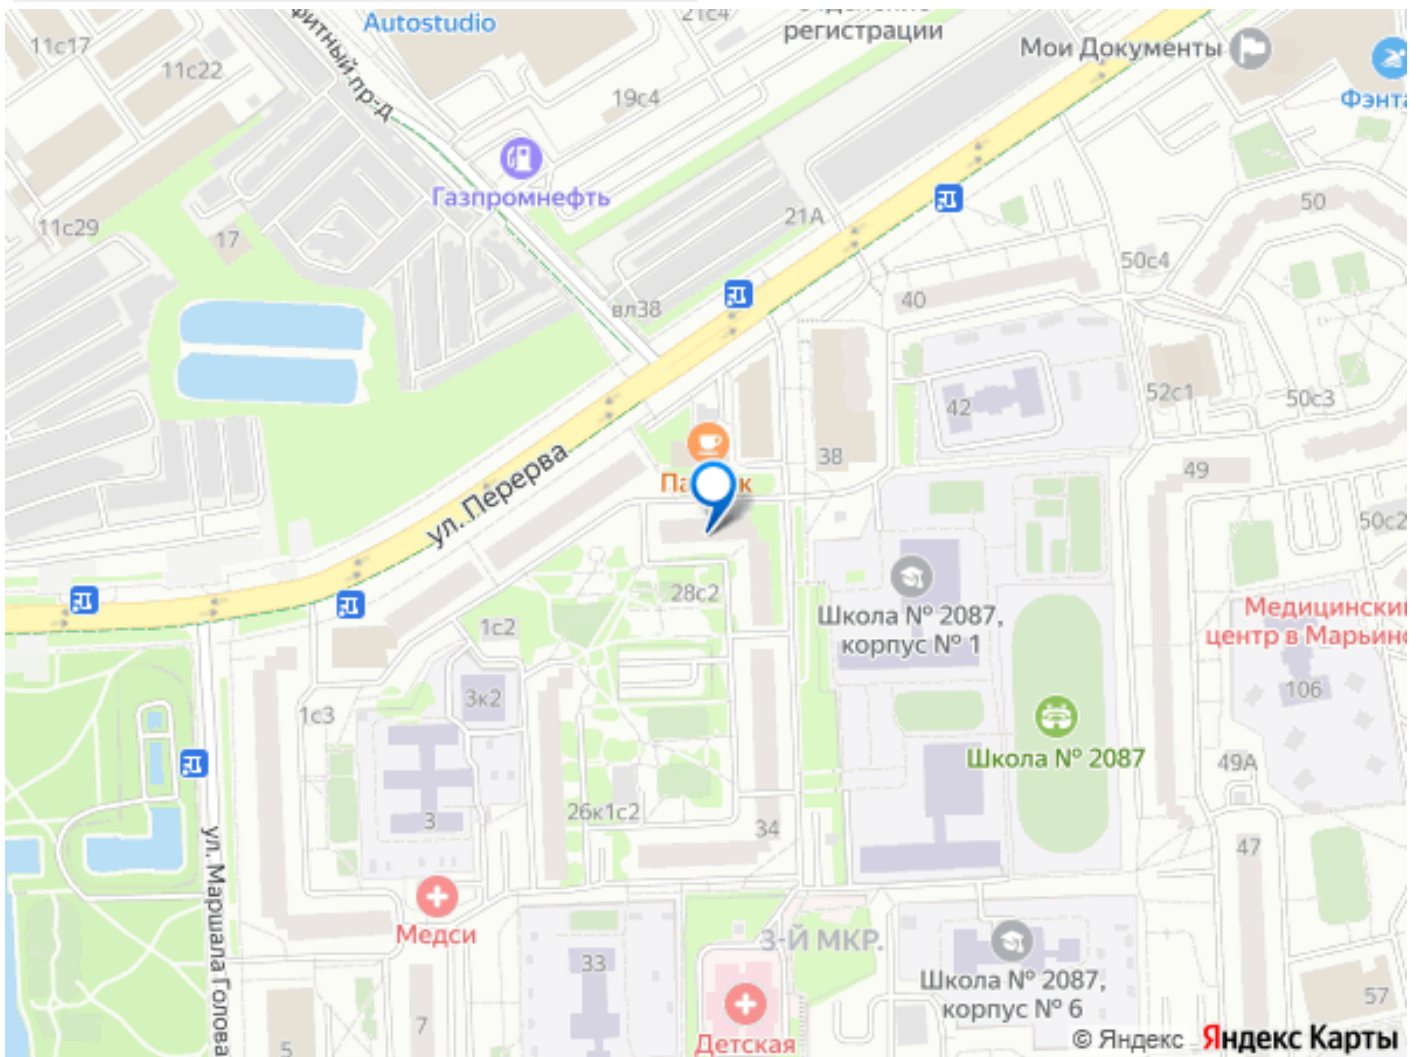 Autostudio
21с4
регистрации
Мои Документы
11с17
11с22
19с4
Газпромнефть
11с29
17
21А
50
50с4
вл38
40
42
52с1
50с3
38
49
ул. Перерва
50с2
28с2
Школа № 2087,
корпус № 1
Медицинский
центр в Марьино
1с2
3к2
106
1с3
Школа № 2087
49А
26к1с2
3
34
47
ул. Маршала Голова
Медси
3-Й МКР.
33
Школа № 2087,
корпус № 6
57
7
5
Детская
© Яндекс Яндекс Карты